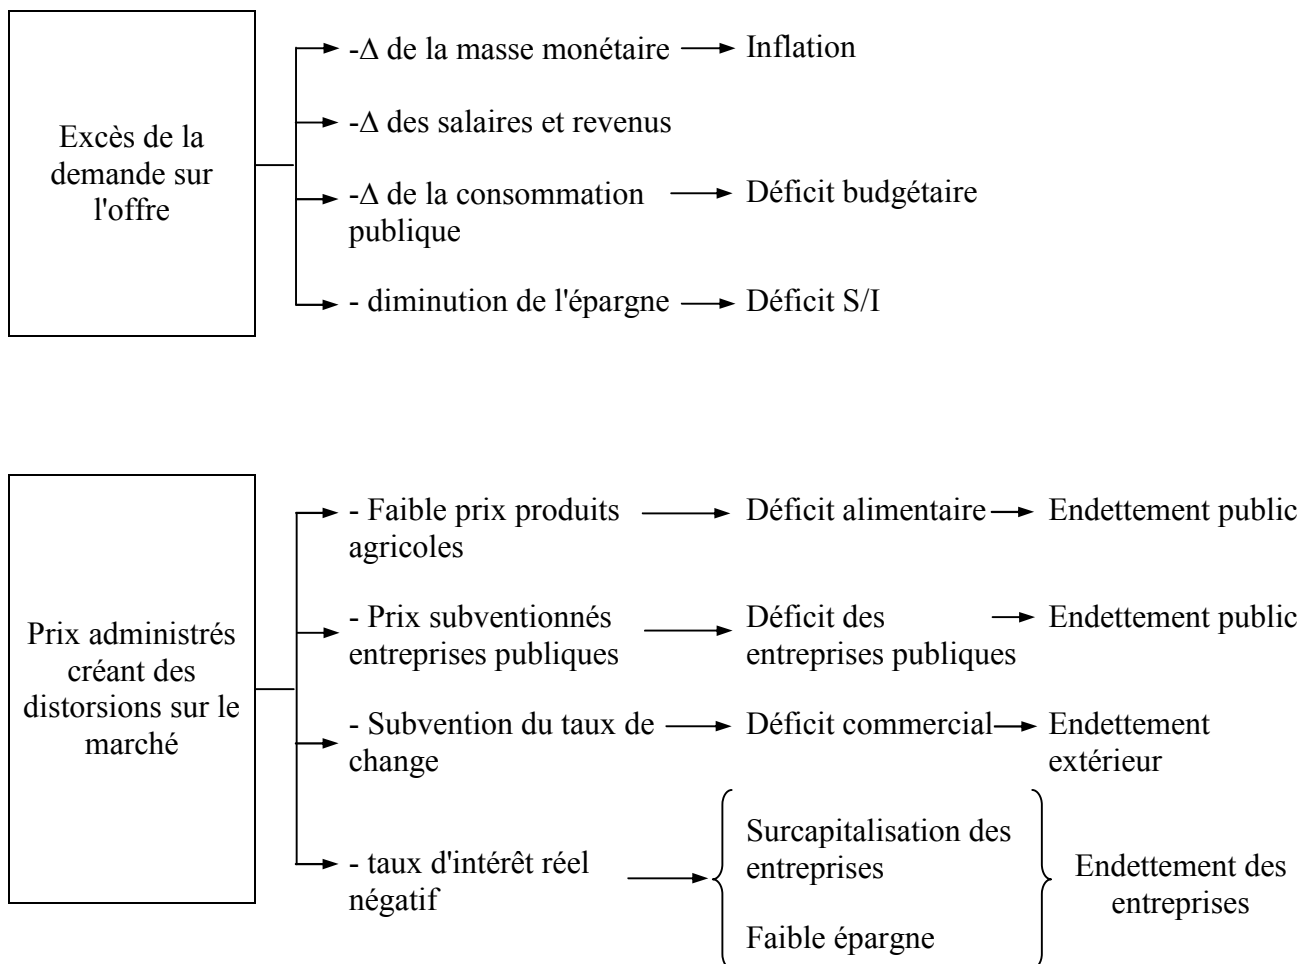 Excès de la
demande sur
l'offre
-Δ de la masse monétaire
Inflation
-Δ des salaires et revenus
-Δ de la consommation
publique
Déficit budgétaire
- diminution de l'épargne
Déficit S/I
Prix administrés
créant des
distorsions sur le
marché
- Faible prix produits
agricoles
Déficit alimentaire
Endettement public
- Prix subventionnés
entreprises publiques
Déficit des
entreprises publiques
Endettement public
- Subvention du taux de
change
Déficit commercial
Endettement
extérieur
- taux d'intérêt réel
négatif
Surcapitalisation des
entreprises
Faible épargne
Endettement des
entreprises